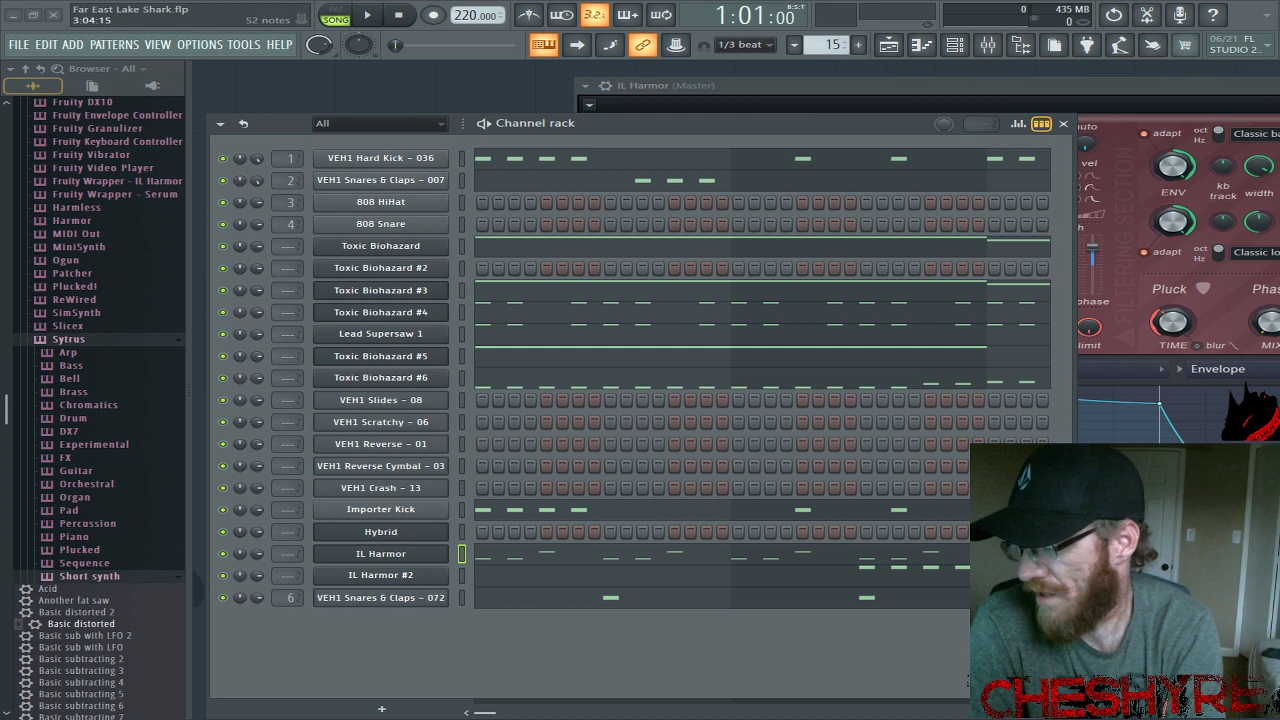 Far East Lake Shark.flp
3:04:15
52 notes
PAT
SONG
220.000
3.2.
1:01:00
B:S:T
0
435 MB
0
FILE EDIT ADD PATTERNS VIEW OPTIONS TOOLS HELP
1/3 beat
15
06/21 FL
STUDIO 2...
Browser - All
IL Harmor (Master)
All
Channel rack
Fruity DX10
Fruity Envelope Controller
Fruity Granulizer
Fruity Keyboard Controller
Fruity Vibrator
Fruity Video Player
Fruity Wrapper - IL Harmor
Fruity Wrapper - Serum
Harmless
Harmor
MIDI Out
MiniSynth
Ogun
Patcher
Plucked!
ReWired
SimSynth
Slicex
Sytrus
Arp
Bass
Bell
Brass
Chromatics
Drum
DX7
Experimental
FX
Guitar
Orchestral
Organ
Pad
Percussion
Piano
Plucked
Sequence
Short synth
Acid
Another fat saw
Basic distorted 2
Basic distorted
Basic sub with LFO 2
Basic sub with LFO
Basic subtracting 2
Basic subtracting 3
Basic subtracting 4
Basic subtracting 5
Basic subtracting 6
Basic subtracting 7
1 VEH1 Hard Kick - 036
2 VEH1 Snares & Claps - 007
3 808 HiHat
4 808 Snare
--- Toxic Biohazard
--- Toxic Biohazard #2
--- Toxic Biohazard #3
--- Toxic Biohazard #4
--- Lead Supersaw 1
--- Toxic Biohazard #5
--- Toxic Biohazard #6
--- VEH1 Slides - 08
--- VEH1 Scratchy - 06
--- VEH1 Reverse - 01
--- VEH1 Reverse Cymbal - 03
--- VEH1 Crash - 13
--- Importer Kick
--- Hybrid
--- IL Harmor
--- IL Harmor #2
6 VEH1 Snares & Claps - 072
auto
adapt
oct
Hz
Classic ba
vel
ENV
kb
track
width
FILTERING SECTION
adapt
oct
Hz
Classic lo
phase
Pluck
Phas
limit
TIME
blur
MIX
Envelope
CHESHYRE